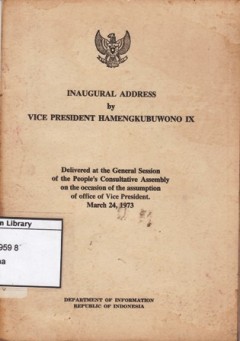 INAUGURAL ADDRESS
by
VICE PRESIDENT HAMENGKUBUWONO IX
Delivered at the General Session
of the People's Consultative Assembly
on the occasion of the assumption
of office of Vice President.
March 24, 1973
Library
959 8
DEPARTMENT OF INFORMATION
REPUBLIC OF INDONESIA